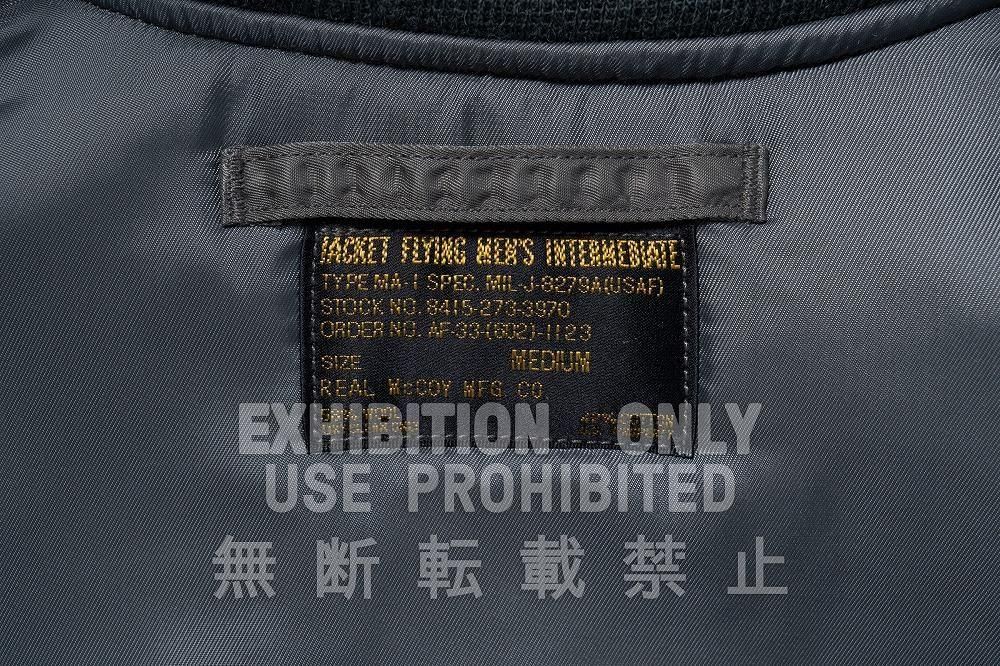 JACKET FLYING MEN'S INTERMEDIATE
TYPE MA-1 SPEC. MIL-J-8279A(USAF)
STOCK NO. 8415-273-3970
ORDER NO. AF-33-(602)-1123
SIZE MEDIUM
REAL McCOY MFG. CO.
EXHIBITION ONLY
USE PROHIBITED
無断転載禁止